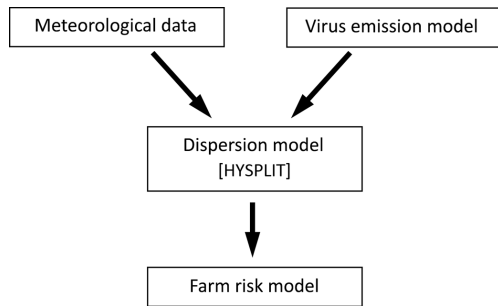 Meteorological data
Virus emission model
Dispersion model
[HYSPLIT]
Farm risk model